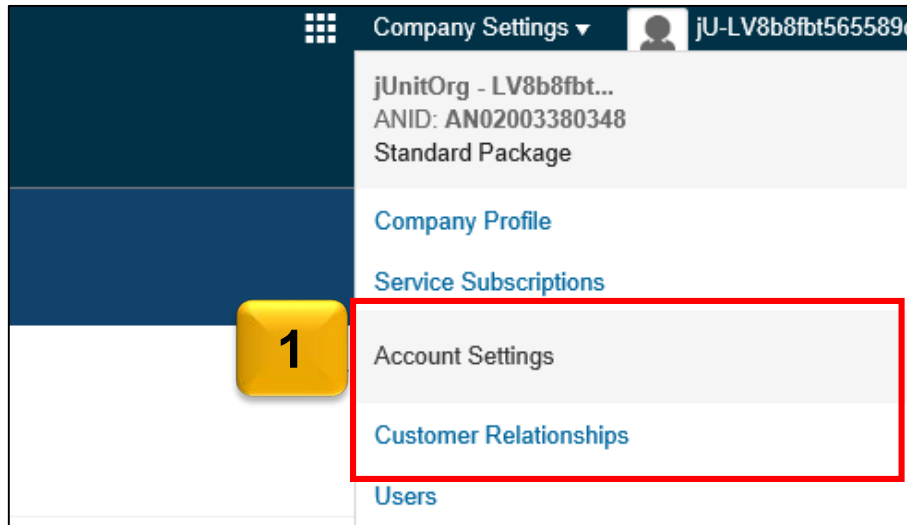 Company Settings ▾ jU-LV8b8fbt565589
jUnitOrg - LV8b8fbt...
ANID: AN02003380348
Standard Package
Company Profile
Service Subscriptions
1
Account Settings
Customer Relationships
Users